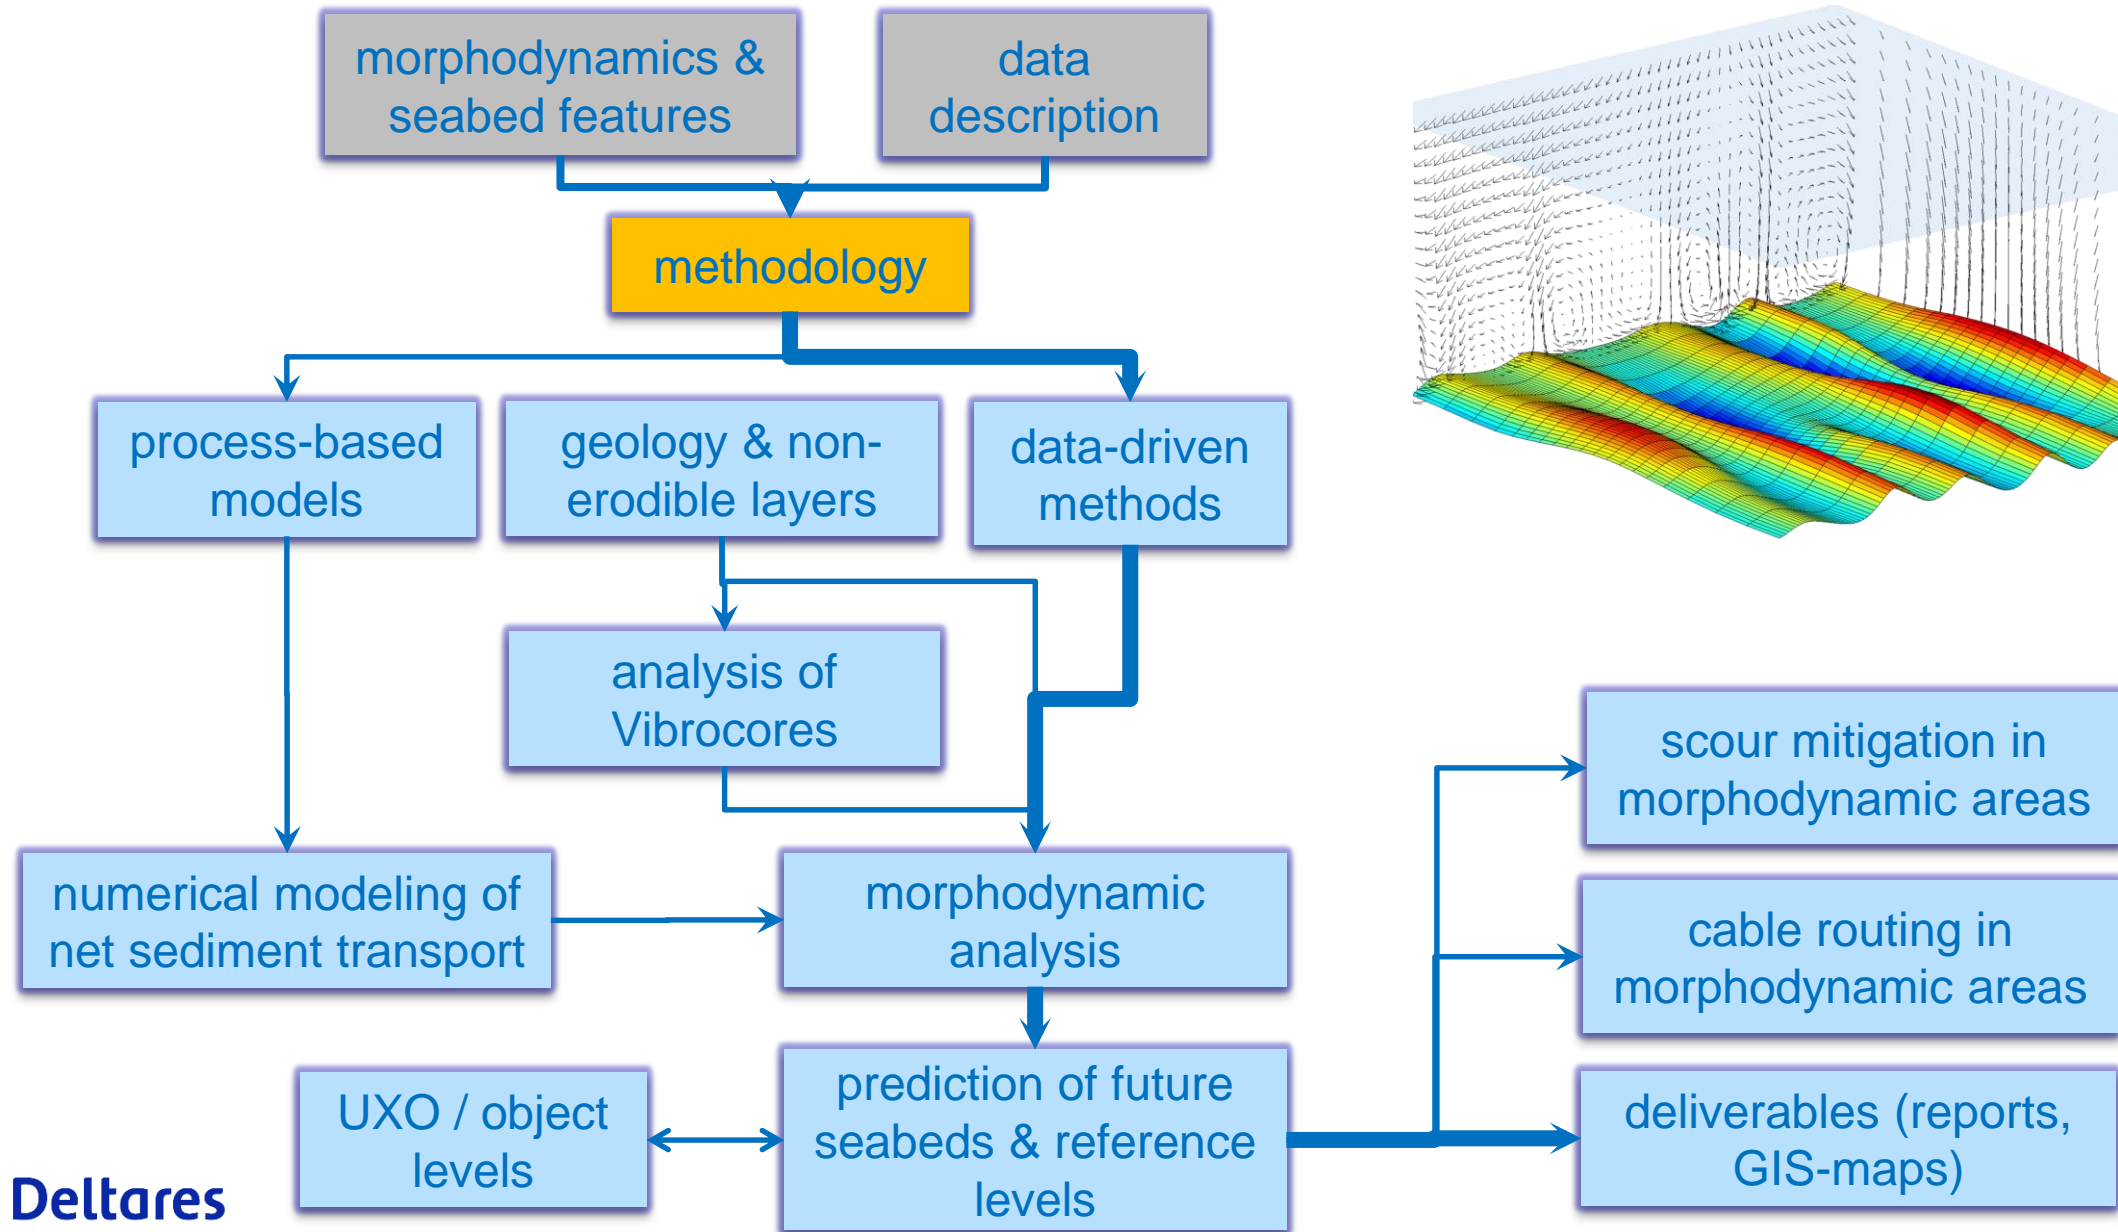 morphodynamics &
seabed features
data
description
methodology
process-based
models
geology & non-
erodible layers
data-driven
methods
analysis of
Vibrocores
scour mitigation in
morphodynamic areas
numerical modeling of
net sediment transport
morphodynamic
analysis
cable routing in
morphodynamic areas
UXO / object
levels
prediction of future
seabeds & reference
levels
deliverables (reports,
GIS-maps)
Deltares